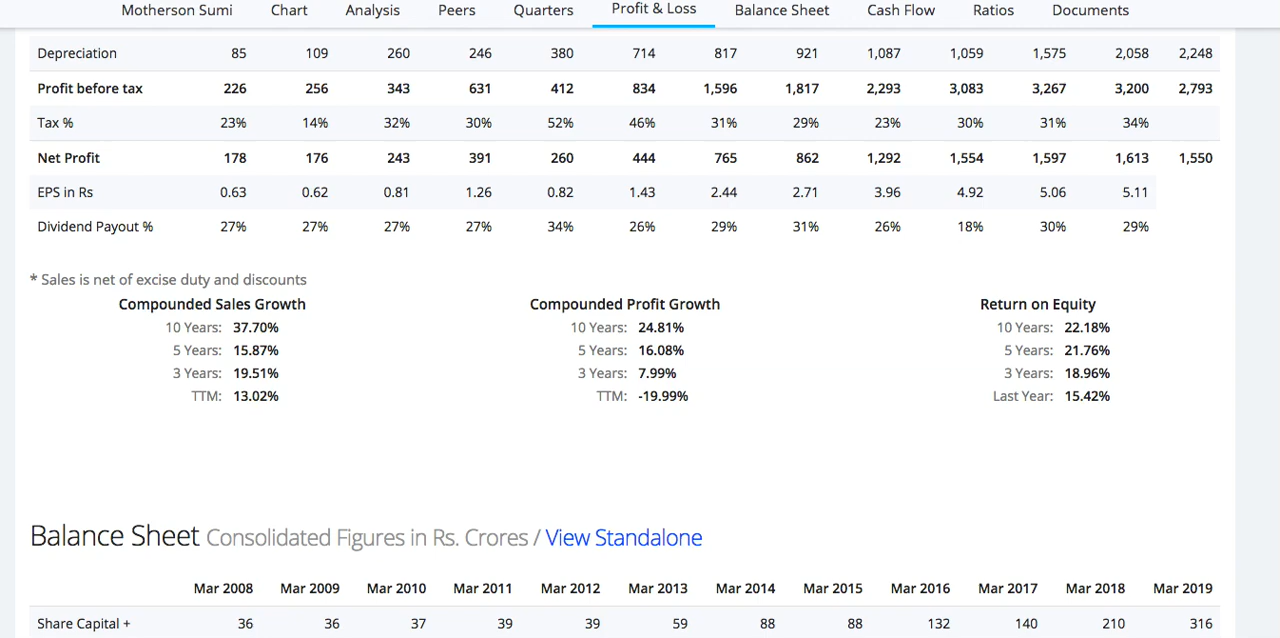 Motherson Sumi Chart Analysis Peers Quarters Profit & Loss Balance Sheet Cash Flow Ratios Documents
Depreciation 85 109 260 246 380 714 817 921 1,087 1,059 1,575 2,058 2,248
Profit before tax 226 256 343 631 412 834 1,596 1,817 2,293 3,083 3,267 3,200 2,793
Tax % 23% 14% 32% 30% 52% 46% 31% 29% 23% 30% 31% 34%
Net Profit 178 176 243 391 260 444 765 862 1,292 1,554 1,597 1,613 1,550
EPS in Rs 0.63 0.62 0.81 1.26 0.82 1.43 2.44 2.71 3.96 4.92 5.06 5.11
Dividend Payout % 27% 27% 27% 27% 34% 26% 29% 31% 26% 18% 30% 29%
* Sales is net of excise duty and discounts
Compounded Sales Growth Compounded Profit Growth Return on Equity
10 Years: 37.70% 10 Years: 24.81% 10 Years: 22.18%
5 Years: 15.87% 5 Years: 16.08% 5 Years: 21.76%
3 Years: 19.51% 3 Years: 7.99% 3 Years: 18.96%
TTM: 13.02% TTM: -19.99% Last Year: 15.42%
Balance Sheet Consolidated Figures in Rs. Crores / View Standalone
Mar 2008 Mar 2009 Mar 2010 Mar 2011 Mar 2012 Mar 2013 Mar 2014 Mar 2015 Mar 2016 Mar 2017 Mar 2018 Mar 2019
Share Capital + 36 36 37 39 39 59 88 88 132 140 210 316